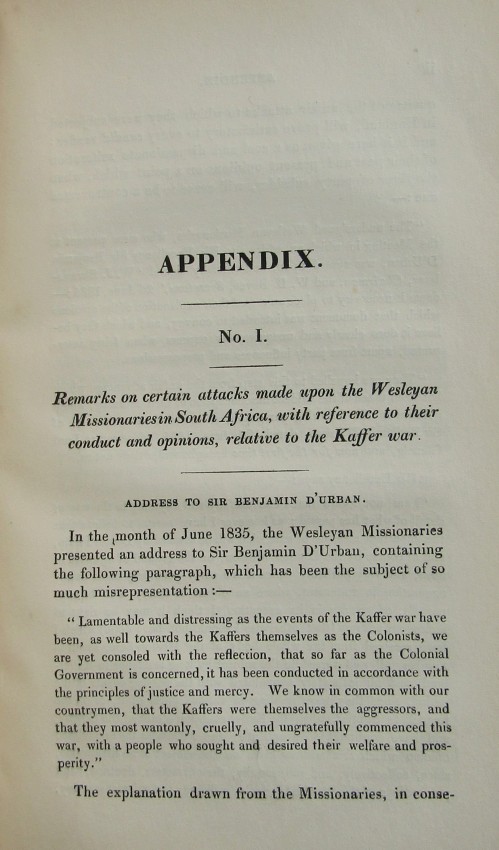 APPENDIX.
No. I.
Remarks on certain attacks made upon the Wesleyan
Missionaries in South Africa, with reference to their
conduct and opinions, relative to the Kaffer war.
ADDRESS TO SIR BENJAMIN D'URBAN.
In the month of June 1835, the Wesleyan Missionaries
presented an address to Sir Benjamin D'Urban, containing
the following paragraph, which has been the subject of so
much misrepresentation :—
" Lamentable and distressing as the events of the Kaffer war have
been, as well towards the Kaffers themselves as the Colonists, we
are yet consoled with the reflection, that so far as the Colonial
Government is concerned, it has been conducted in accordance with
the principles of justice and mercy. We know in common with our
countrymen, that the Kaffers were themselves the aggressors, and
that they most wantonly, cruelly, and ungratefully commenced this
war, with a people who sought and desired their welfare and pros-
perity."
The explanation drawn from the Missionaries, in conse-